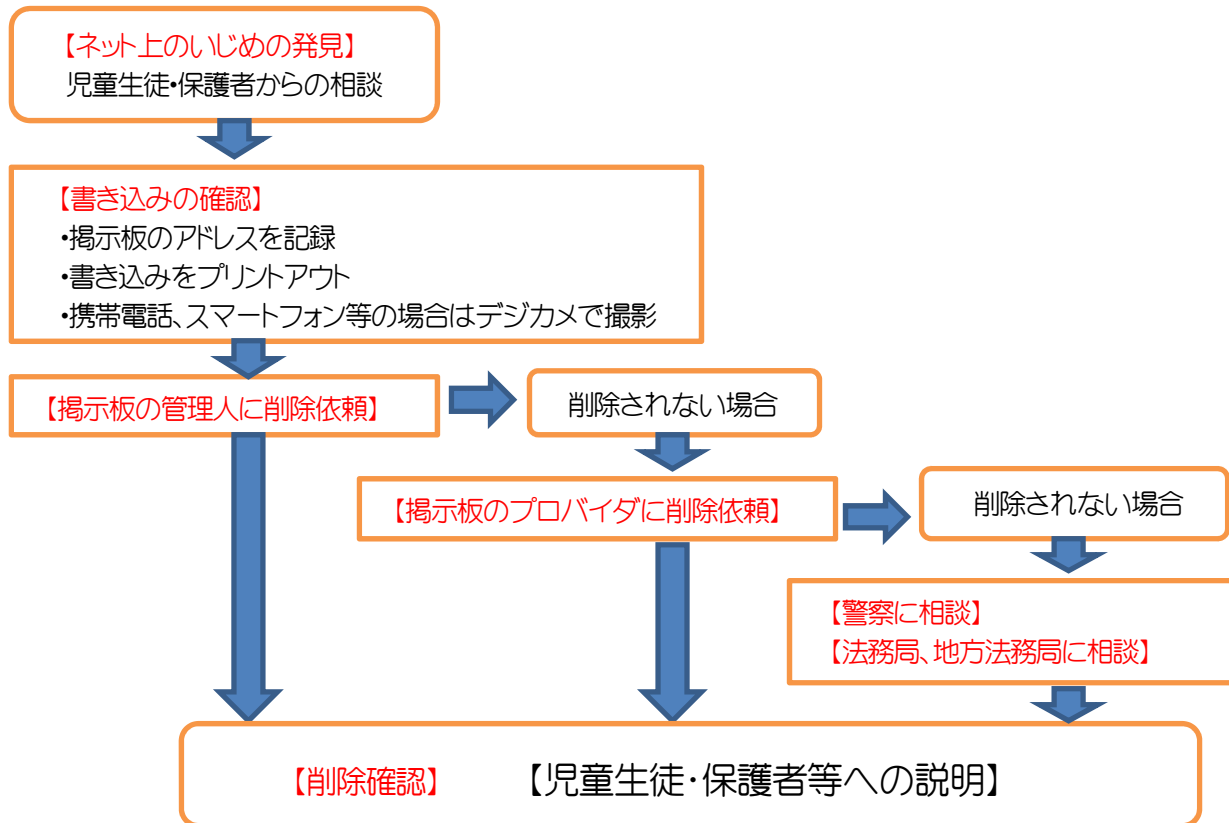 【ネット上のいじめの発見】
児童生徒・保護者からの相談
【書き込みの確認】
・掲示板のアドレスを記録
・書き込みをプリントアウト
・携帯電話、スマートフォン等の場合はデジカメで撮影
【掲示板の管理人に削除依頼】
削除されない場合
【掲示板のプロバイダに削除依頼】
削除されない場合
【警察に相談】
【法務局、地方法務局に相談】
【削除確認】 【児童生徒・保護者等への説明】